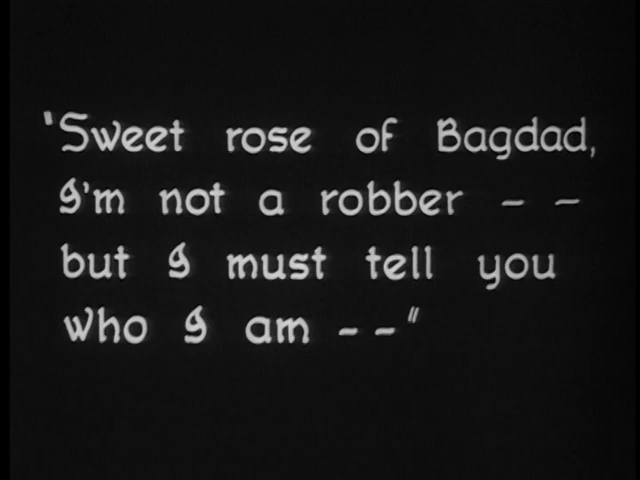 "Sweet rose of Bagdad,
I'm not a robber – –
but I must tell you
who I am – –"